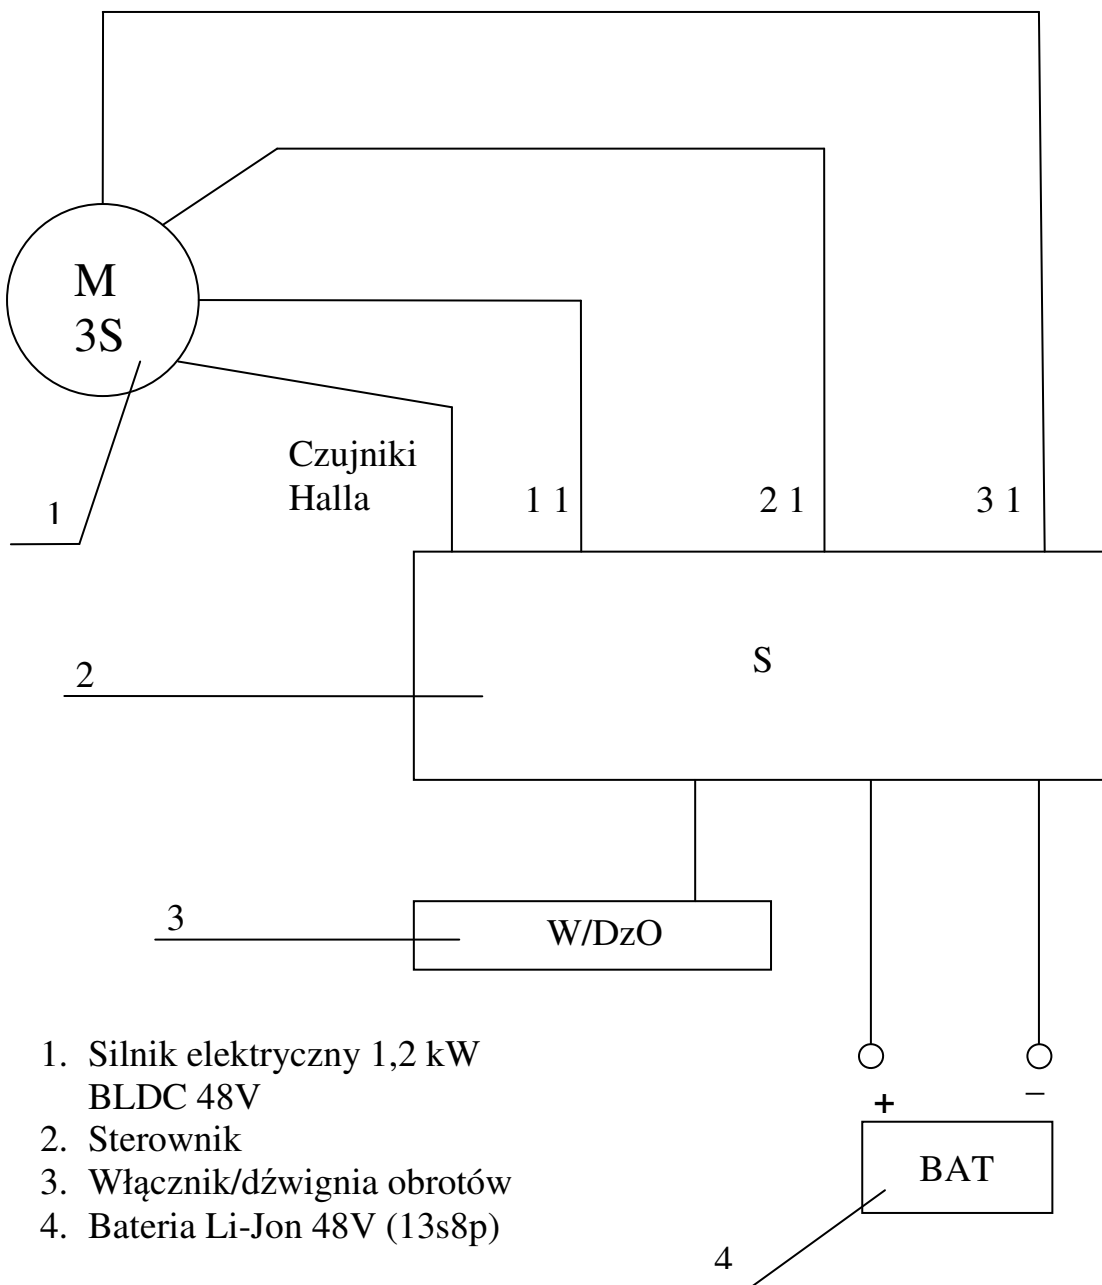 M
3S
Czujniki
Halla
1 1
2 1
3 1
1
S
2
3
W/DzO
1. Silnik elektryczny 1,2 kW
BLDC 48V
2. Sterownik
3. Włącznik/dźwignia obrotów
4. Bateria Li-Jon 48V (13s8p)
+
–
BAT
4